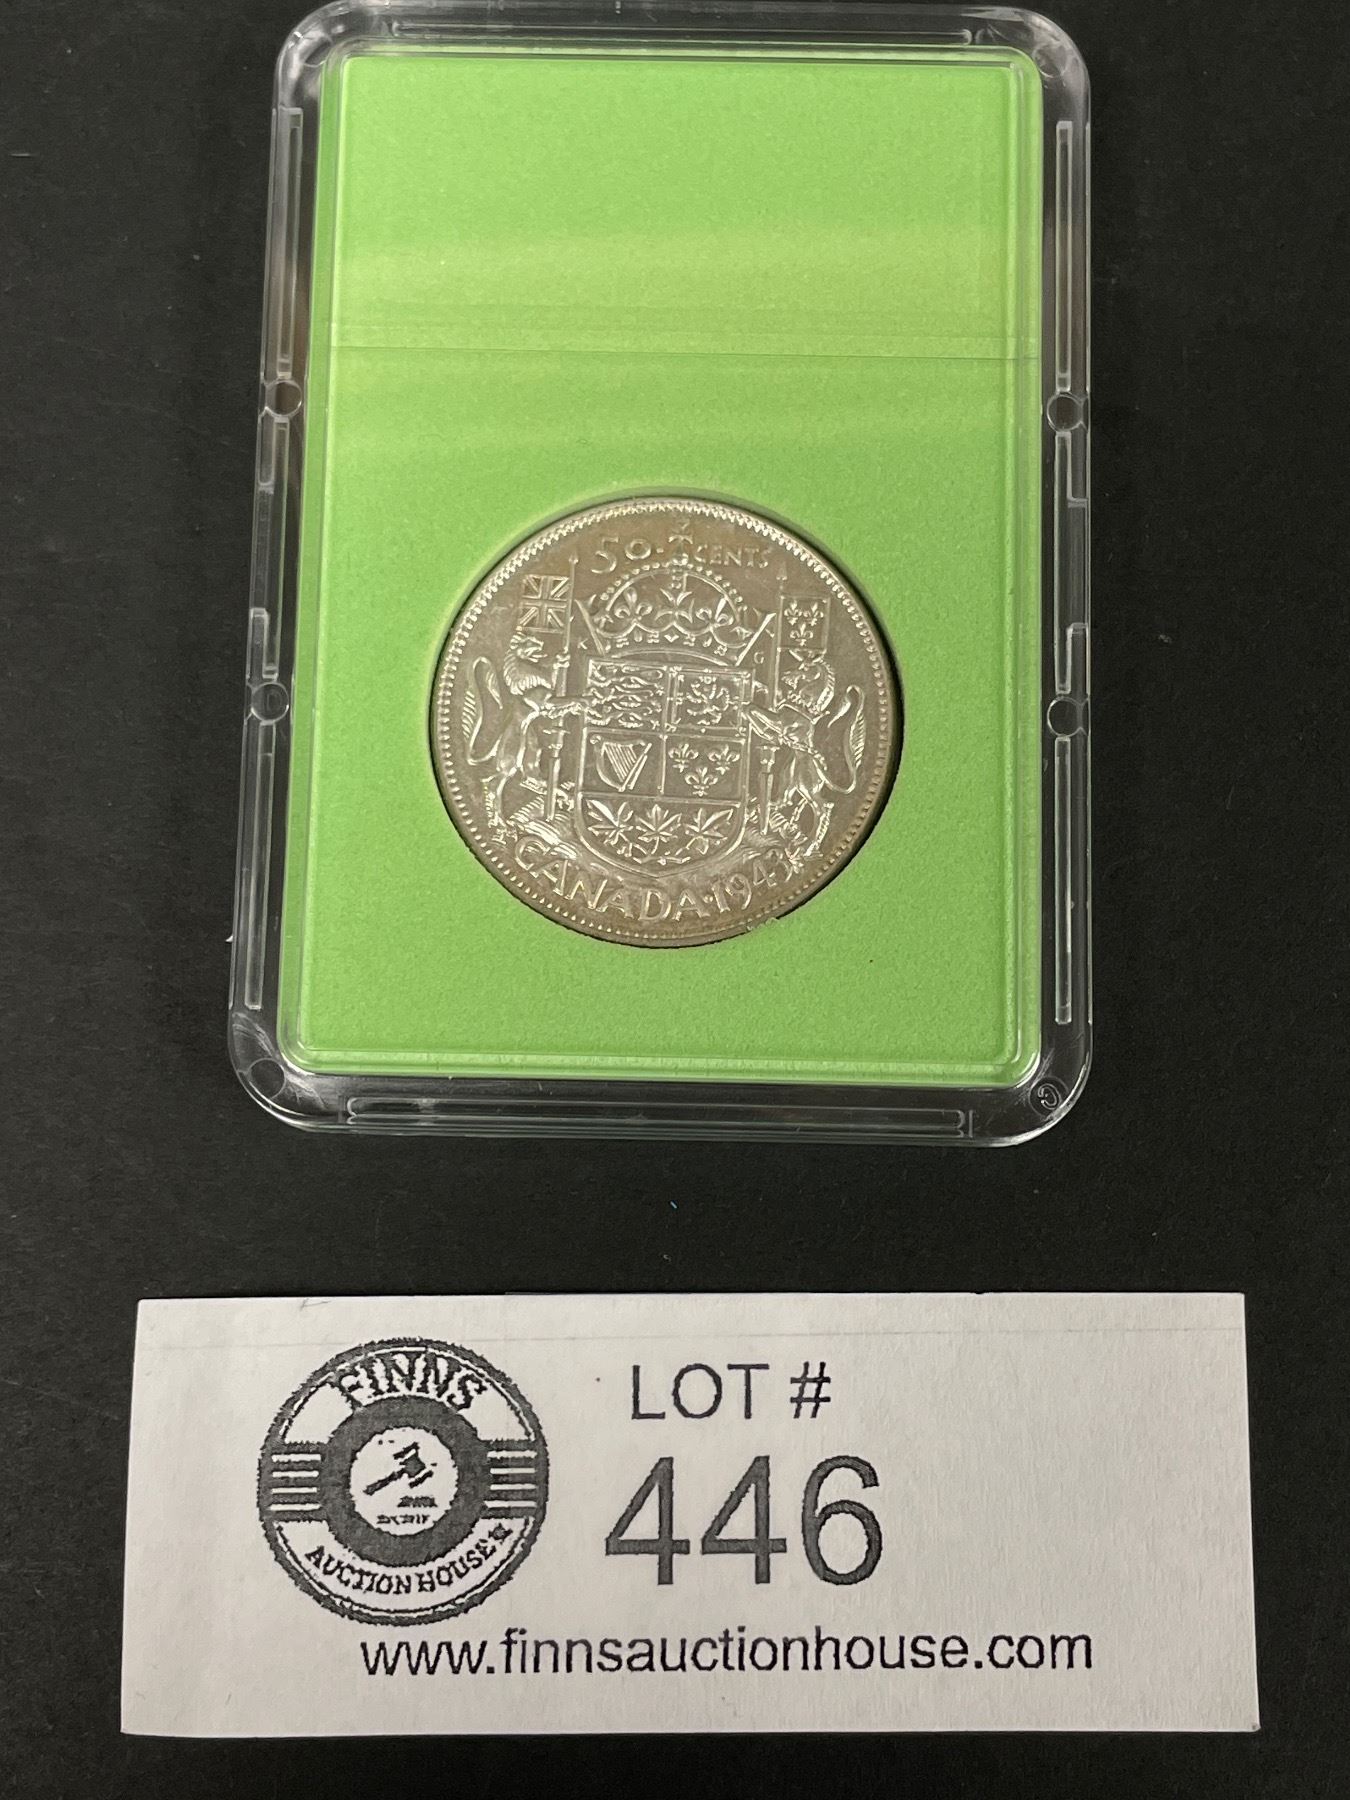 50 · CENTS
K G
CANADA · 1943
FINNS
AUCTION HOUSE
LOT #
446
www.finnsauctionhouse.com